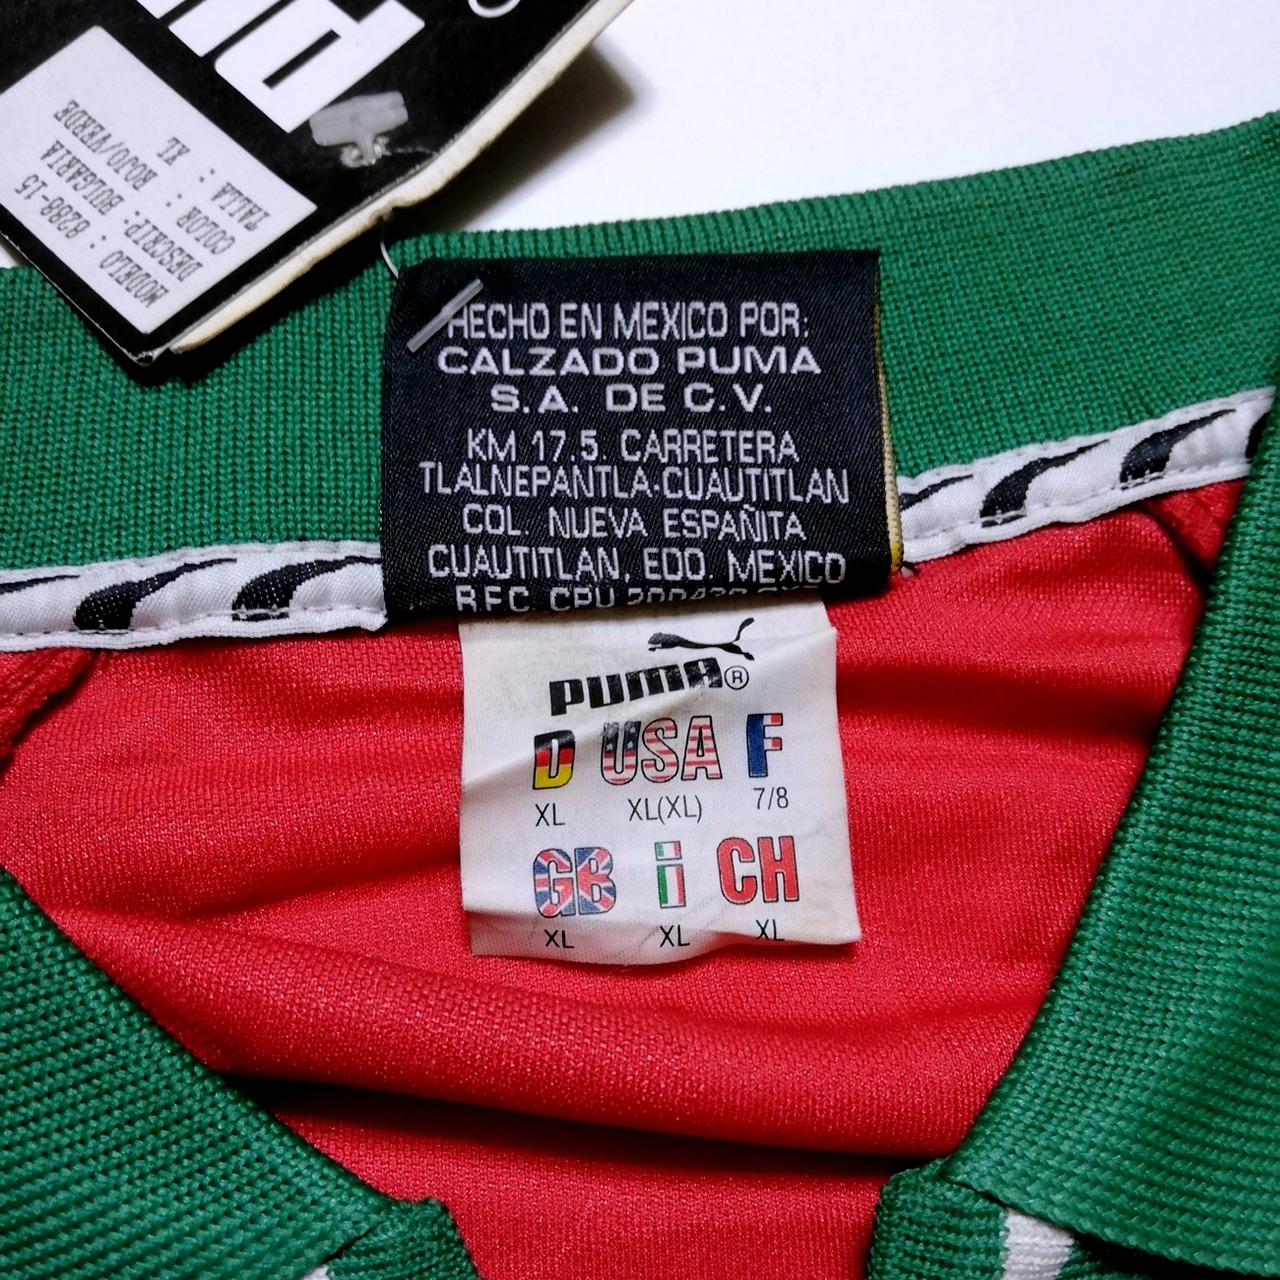 MODELO : 8288-15
DESCRIP: BULGARIA
COLOR : ROJO/VERDE
TALLA : XL
HECHO EN MEXICO POR:
CALZADO PUMA
S.A. DE C.V.
KM 17.5. CARRETERA
TLALNEPANTLA-CUAUTITLAN
COL. NUEVA ESPAÑITA
CUAUTITLAN, EDO. MEXICO
R.F.C. CPU
PUMA®
D USA F
XL XL(XL) 7/8
GB i CH
XL XL XL